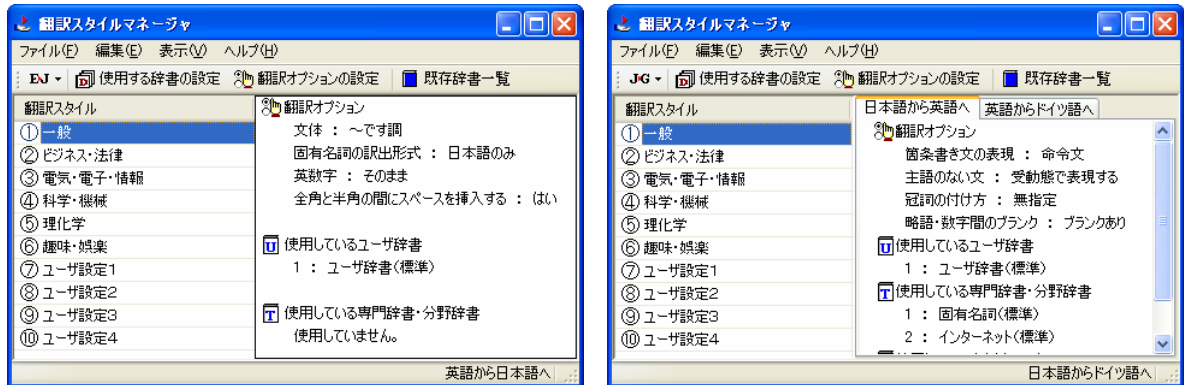 翻訳スタイルマネージャ
ファイル(F) 編集(E) 表示(V) ヘルプ(H)
EJ 使用する辞書の設定 翻訳オプションの設定 既存辞書一覧
翻訳スタイル
① 一般
② ビジネス・法律
③ 電気・電子・情報
④ 科学・機械
⑤ 理化学
⑥ 趣味・娯楽
⑦ ユーザ設定1
⑧ ユーザ設定2
⑨ ユーザ設定3
⑩ ユーザ設定4
翻訳オプション
文体 : ～です調
固有名詞の訳出形式 : 日本語のみ
英数字 : そのまま
全角と半角の間にスペースを挿入する : はい
U 使用しているユーザ辞書
1 : ユーザ辞書(標準)
T 使用している専門辞書・分野辞書
使用していません。
英語から日本語へ
翻訳スタイルマネージャ
ファイル(F) 編集(E) 表示(V) ヘルプ(H)
JG 使用する辞書の設定 翻訳オプションの設定 既存辞書一覧
翻訳スタイル
① 一般
② ビジネス・法律
③ 電気・電子・情報
④ 科学・機械
⑤ 理化学
⑥ 趣味・娯楽
⑦ ユーザ設定1
⑧ ユーザ設定2
⑨ ユーザ設定3
⑩ ユーザ設定4
日本語から英語へ 英語からドイツ語へ
翻訳オプション
箇条書き文の表現 : 命令文
主語のない文 : 受動態で表現する
冠詞の付け方 : 無指定
略語・数字間のブランク : ブランクあり
U 使用しているユーザ辞書
1 : ユーザ辞書(標準)
T 使用している専門辞書・分野辞書
1 : 固有名詞(標準)
2 : インターネット(標準)
日本語からドイツ語へ